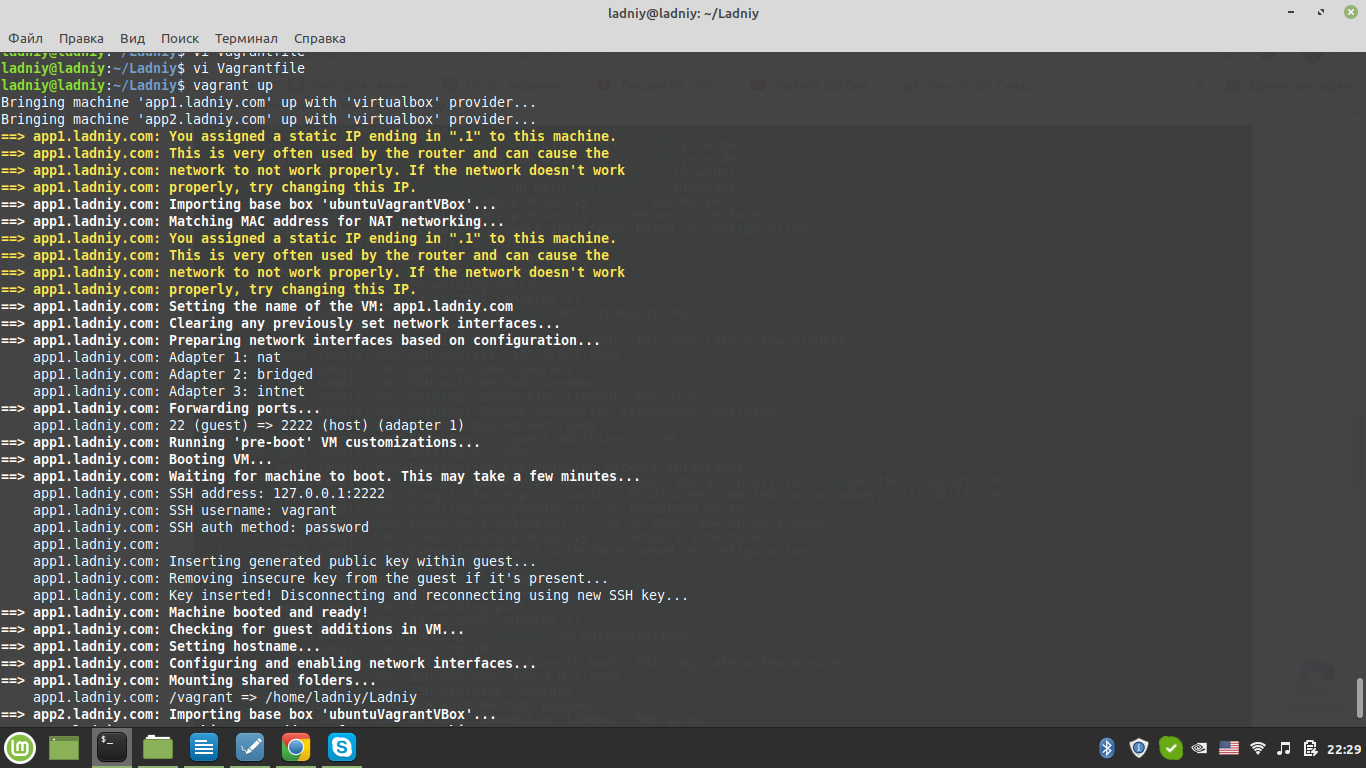 ladniy@ladniy: ~/Ladniy
Файл Правка Вид Поиск Терминал Справка
ladniy@ladniy:~/Ladniy$ vi Vagrantfile
ladniy@ladniy:~/Ladniy$ vi Vagrantfile
ladniy@ladniy:~/Ladniy$ vagrant up
Bringing machine 'app1.ladniy.com' up with 'virtualbox' provider...
Bringing machine 'app2.ladniy.com' up with 'virtualbox' provider...
==> app1.ladniy.com: You assigned a static IP ending in ".1" to this machine.
==> app1.ladniy.com: This is very often used by the router and can cause the
==> app1.ladniy.com: network to not work properly. If the network doesn't work
==> app1.ladniy.com: properly, try changing this IP.
==> app1.ladniy.com: Importing base box 'ubuntuVagrantVBox'...
==> app1.ladniy.com: Matching MAC address for NAT networking...
==> app1.ladniy.com: You assigned a static IP ending in ".1" to this machine.
==> app1.ladniy.com: This is very often used by the router and can cause the
==> app1.ladniy.com: network to not work properly. If the network doesn't work
==> app1.ladniy.com: properly, try changing this IP.
==> app1.ladniy.com: Setting the name of the VM: app1.ladniy.com
==> app1.ladniy.com: Clearing any previously set network interfaces...
==> app1.ladniy.com: Preparing network interfaces based on configuration...
app1.ladniy.com: Adapter 1: nat
app1.ladniy.com: Adapter 2: bridged
app1.ladniy.com: Adapter 3: intnet
==> app1.ladniy.com: Forwarding ports...
app1.ladniy.com: 22 (guest) => 2222 (host) (adapter 1)
==> app1.ladniy.com: Running 'pre-boot' VM customizations...
==> app1.ladniy.com: Booting VM...
==> app1.ladniy.com: Waiting for machine to boot. This may take a few minutes...
app1.ladniy.com: SSH address: 127.0.0.1:2222
app1.ladniy.com: SSH username: vagrant
app1.ladniy.com: SSH auth method: password
app1.ladniy.com:
app1.ladniy.com: Inserting generated public key within guest...
app1.ladniy.com: Removing insecure key from the guest if it's present...
app1.ladniy.com: Key inserted! Disconnecting and reconnecting using new SSH key...
==> app1.ladniy.com: Machine booted and ready!
==> app1.ladniy.com: Checking for guest additions in VM...
==> app1.ladniy.com: Setting hostname...
==> app1.ladniy.com: Configuring and enabling network interfaces...
==> app1.ladniy.com: Mounting shared folders...
app1.ladniy.com: /vagrant => /home/ladniy/Ladniy
==> app2.ladniy.com: Importing base box 'ubuntuVagrantVBox'...
22:29